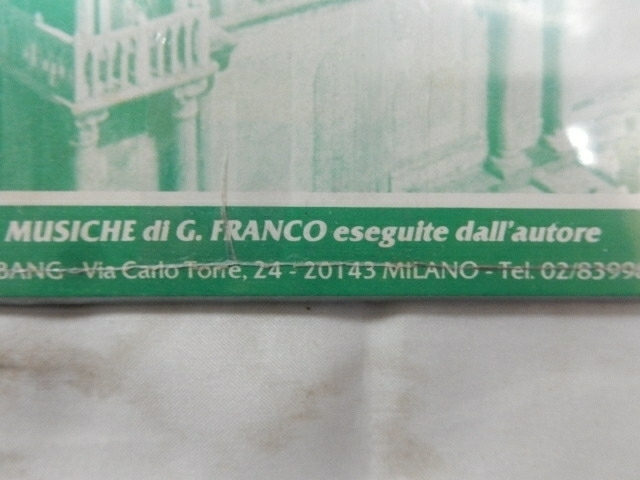 MUSICHE di G. FRANCO eseguite dall'autore
BANG - Via Carlo Torre, 24 - 20143 MILANO - Tel. 02/8399